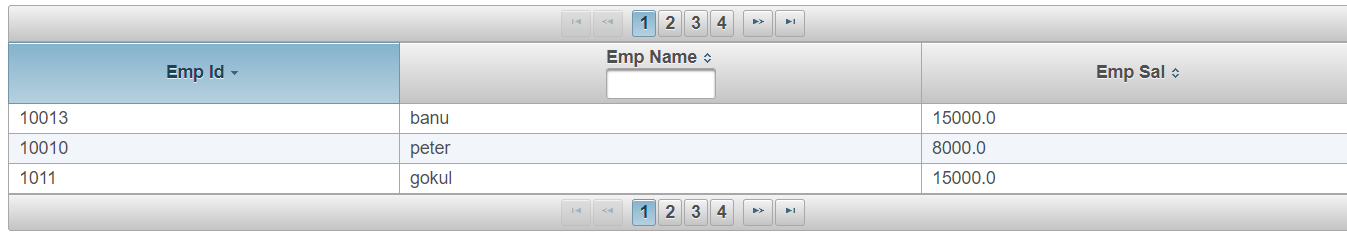 1 2 3 4
Emp Id Emp Name Emp Sal
10013 banu 15000.0
10010 peter 8000.0
1011 gokul 15000.0
1 2 3 4